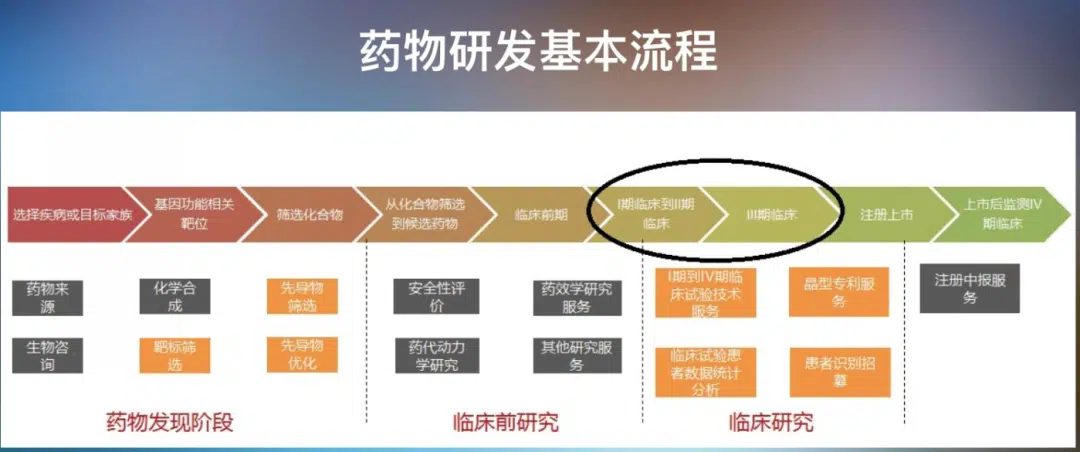 药物研发基本流程
选择疾病或目标家族
基因功能相关
靶位
筛选化合物
从化合物筛选
到候选药物
临床前期
I期临床到II期
临床
III期临床
注册上市
上市后监测IV
期临床
药物来
源
化学合
成
先导物
筛选
安全性评
价
药效学研究
服务
I期到IV期临
床试验技术
服务
晶型专利服
务
注册中报服
务
生物咨
询
靶标筛
选
先导物
优化
药代动力
学研究
其他研究服
务
临床试验患
者数据统计
分析
患者识别招
募
药物发现阶段
临床前研究
临床研究